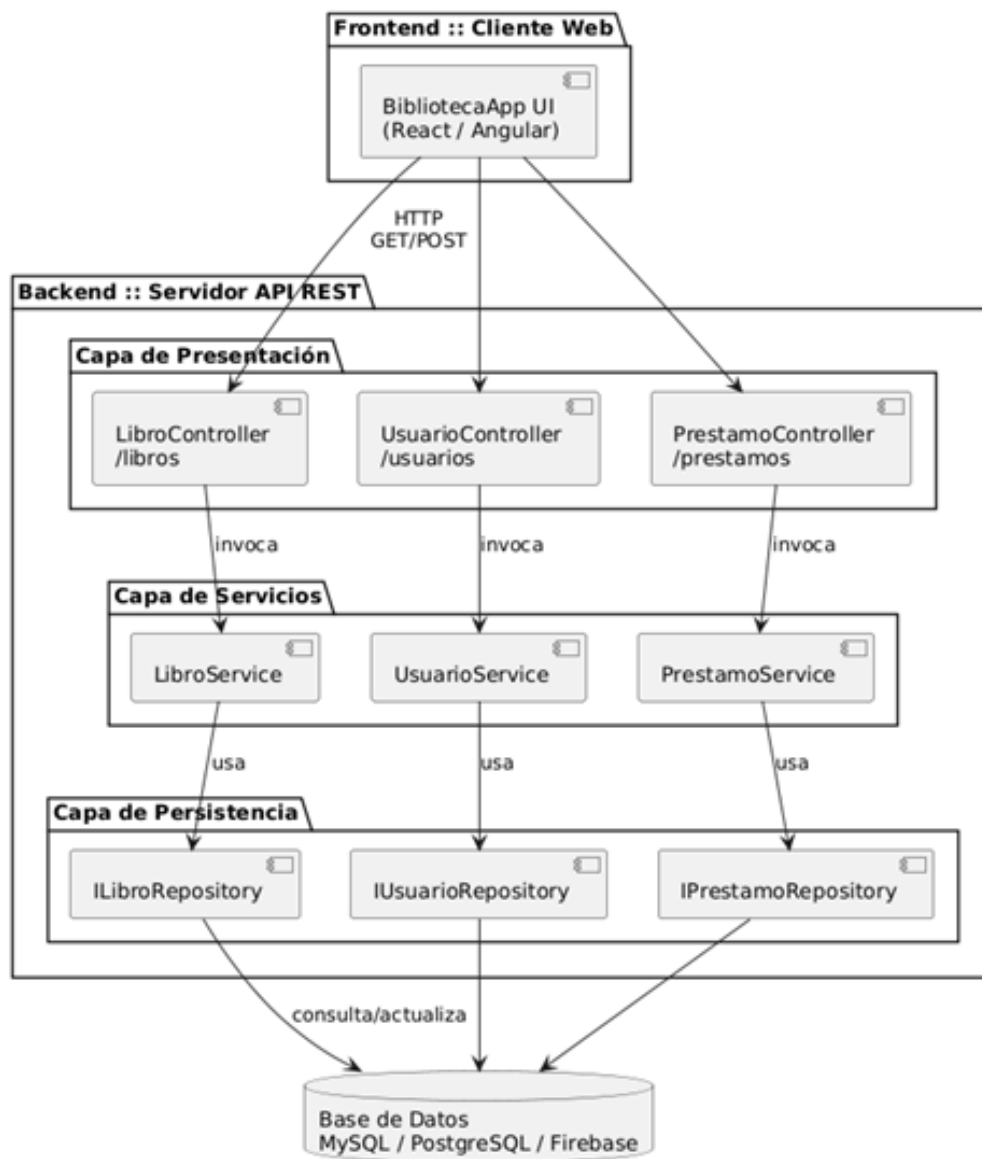 Frontend :: Cliente Web
BibliotecaApp UI
(React / Angular)
HTTP
GET/POST
Backend :: Servidor API REST
Capa de Presentación
LibroController
/libros
UsuarioController
/usuarios
PrestamoController
/prestamos
invoca
invoca
invoca
Capa de Servicios
LibroService
UsuarioService
PrestamoService
usa
usa
usa
Capa de Persistencia
ILibroRepository
IUsuarioRepository
IPrestamoRepository
consulta/actualiza
Base de Datos
MySQL / PostgreSQL / Firebase